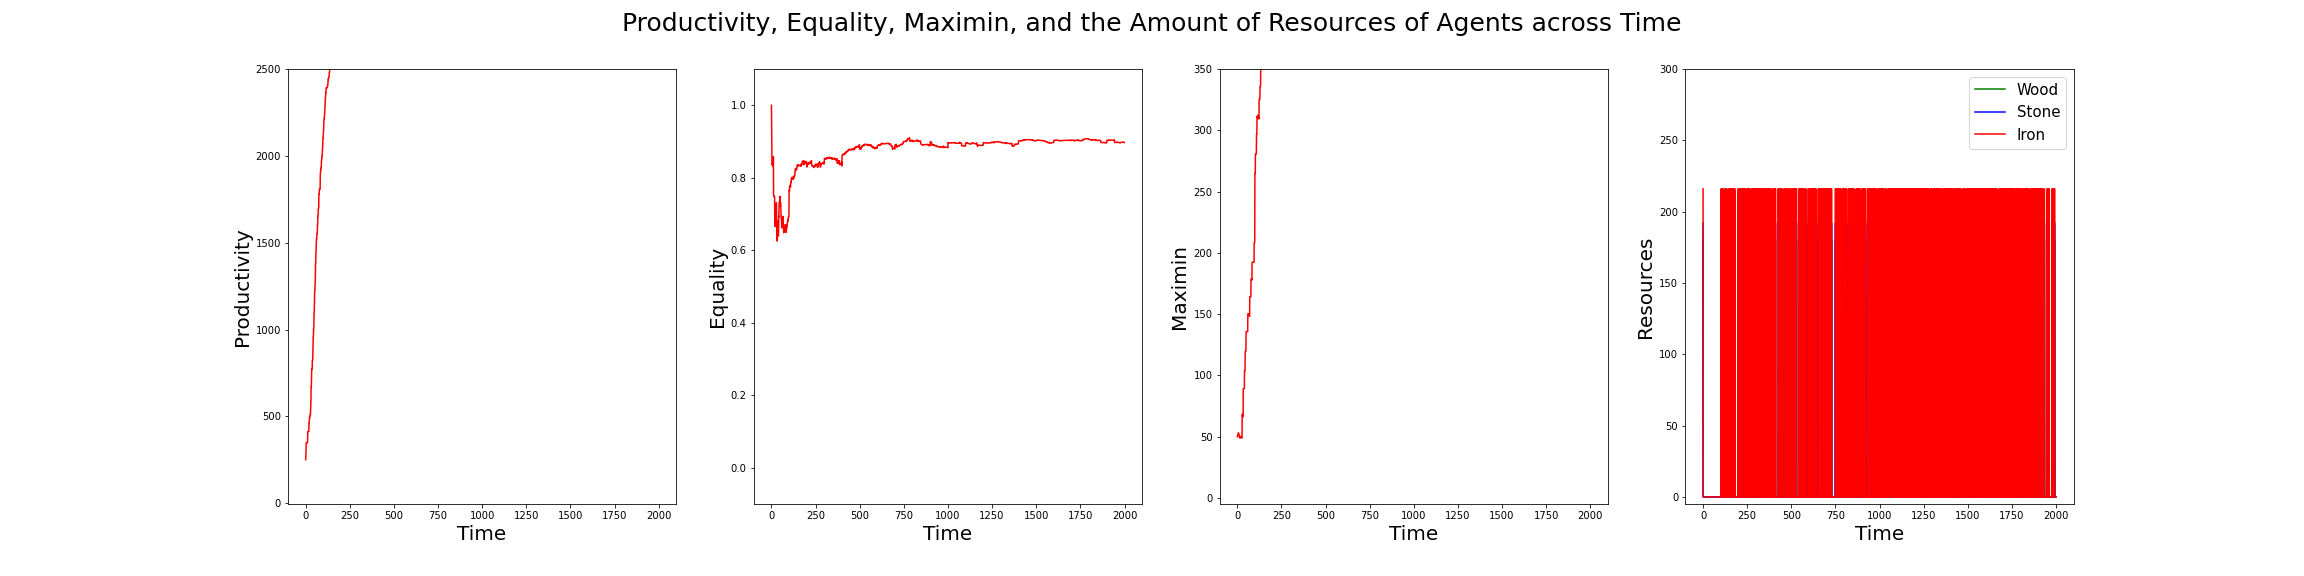 Productivity, Equality, Maximin, and the Amount of Resources of Agents across Time
Productivity
2500
2000
1500
1000
500
0
0 250 500 750 1000 1250 1500 1750 2000
Time
Equality
1.0
0.8
0.6
0.4
0.2
0.0
0 250 500 750 1000 1250 1500 1750 2000
Time
Maximin
350
300
250
200
150
100
50
0
0 250 500 750 1000 1250 1500 1750 2000
Time
Resources
300
250
200
150
100
50
0
Wood
Stone
Iron
0 250 500 750 1000 1250 1500 1750 2000
Time